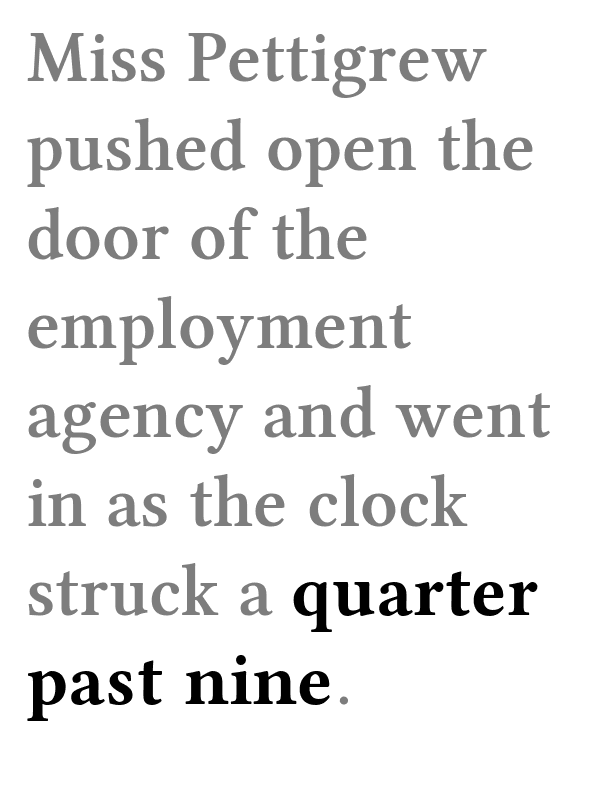 Miss Pettigrew
pushed open the
door of the
employment
agency and went
in as the clock
struck a quarter
past nine.